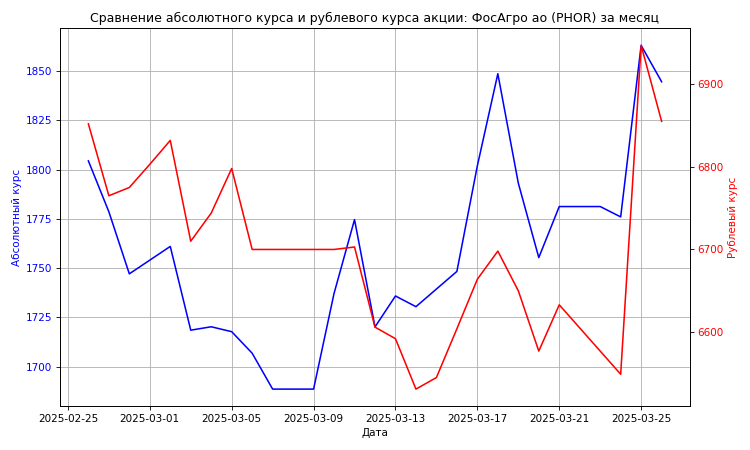 Сравнение абсолютного курса и рублевого курса акции: ФосАгро ао (PHOR) за месяц
1850
1825
1800
1775
1750
1725
1700
Абсолютный курс
6900
6800
6700
6600
Рублевый курс
2025-02-25 2025-03-01 2025-03-05 2025-03-09 2025-03-13 2025-03-17 2025-03-21 2025-03-25
Дата